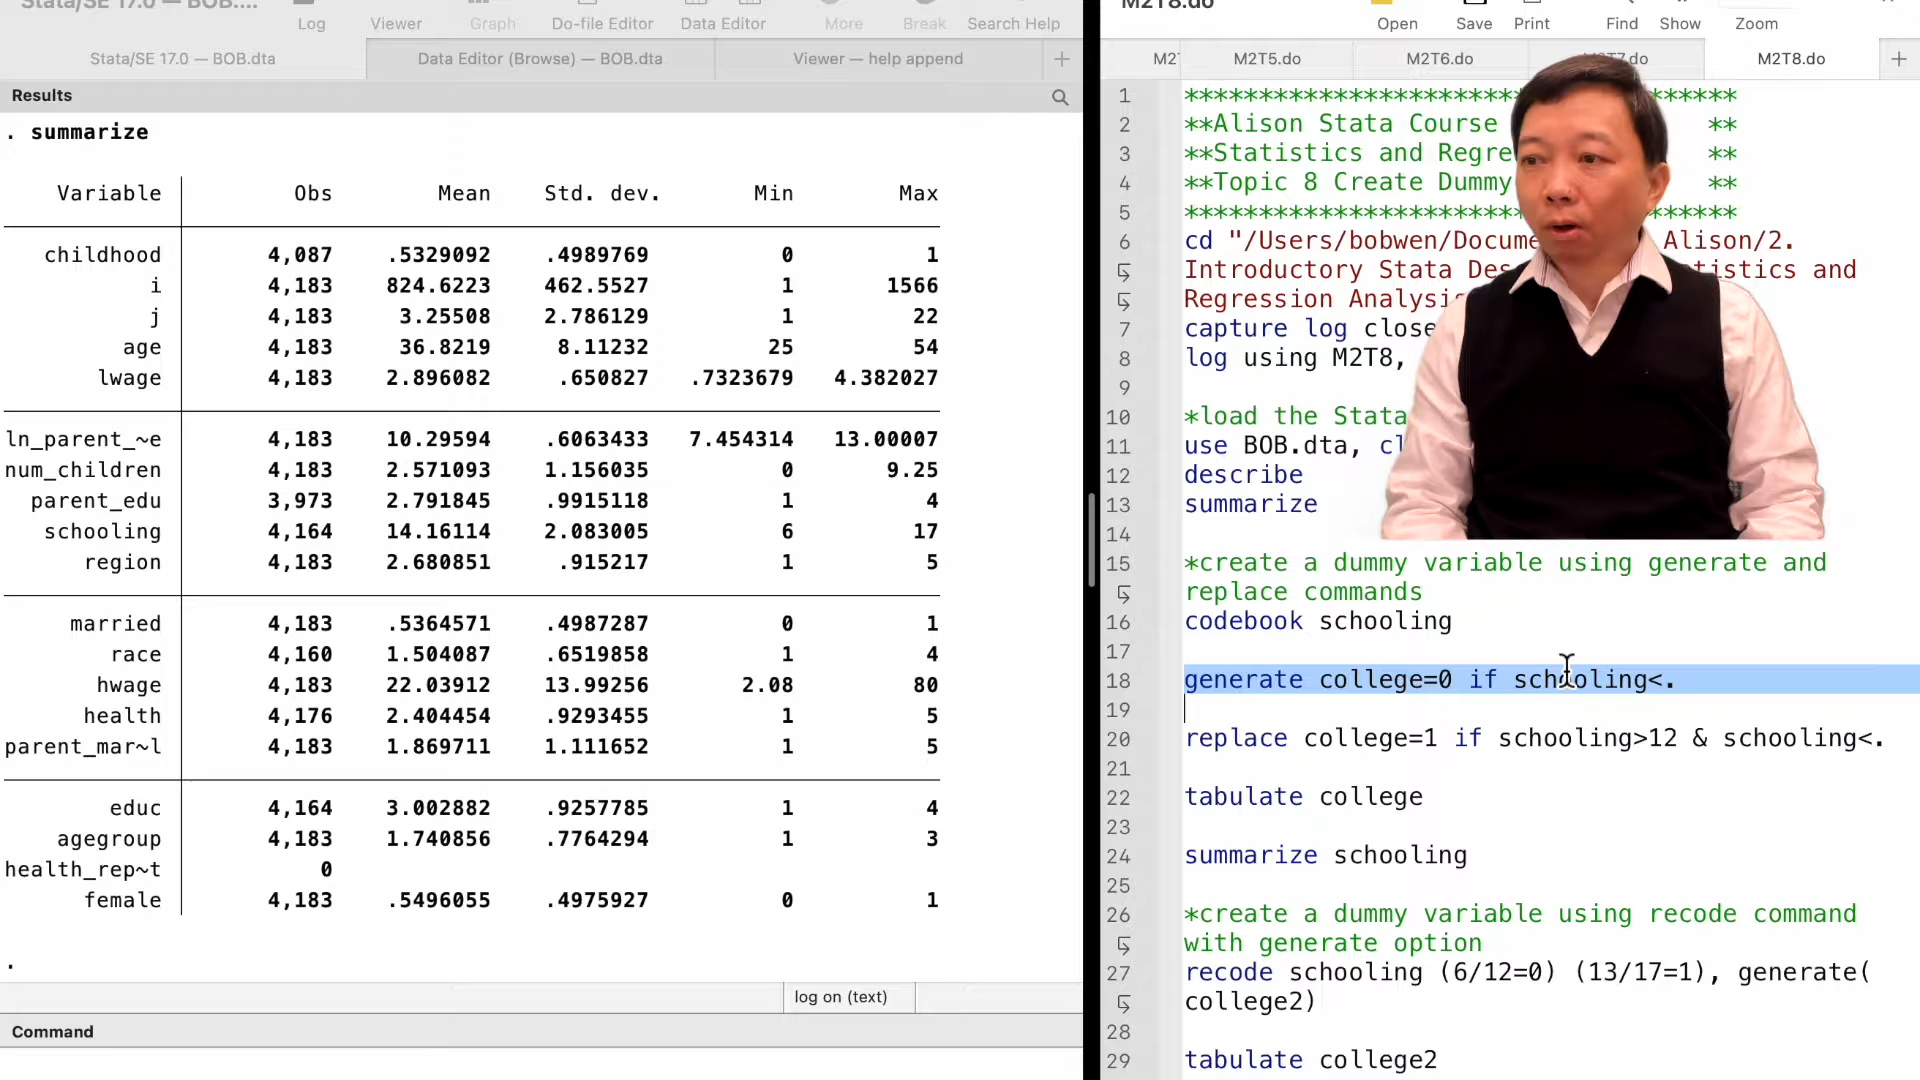 Stata/SE 17.0 — BOB....
Log
Viewer
Graph
Do-file Editor
Data Editor
More
Break
Search Help
Stata/SE 17.0 — BOB.dta
Data Editor (Browse) — BOB.dta
Viewer — help append
Results
. summarize
Variable Obs Mean Std. dev. Min Max
childhood 4,087 .5329092 .4989769 0 1
i 4,183 824.6223 462.5527 1 1566
j 4,183 3.25508 2.786129 1 22
age 4,183 36.8219 8.11232 25 54
lwage 4,183 2.896082 .650827 .7323679 4.382027
ln_parent_~e 4,183 10.29594 .6063433 7.454314 13.00007
num_children 4,183 2.571093 1.156035 0 9.25
parent_edu 3,973 2.791845 .9915118 1 4
schooling 4,164 14.16114 2.083005 6 17
region 4,183 2.680851 .915217 1 5
married 4,183 .5364571 .4987287 0 1
race 4,160 1.504087 .6519858 1 4
hwage 4,183 22.03912 13.99256 2.08 80
health 4,176 2.404454 .9293455 1 5
parent_mar~l 4,183 1.869711 1.111652 1 5
educ 4,164 3.002882 .9257785 1 4
agegroup 4,183 1.740856 .7764294 1 3
health_rep~t 0
female 4,183 .5496055 .4975927 0 1
.
log on (text)
Command
M2T8.do
Open
Save
Print
Find
Show
Zoom
M2T5.do
M2T6.do
M2T8.do
1
2 **Alison Stata Course **
3 **Statistics and Regre **
4 **Topic 8 Create Dummy **
5
6 cd "/Users/bobwen/Docume Alison/2.
Introductory Stata Des tistics and
Regression Analysi
7 capture log close
8 log using M2T8,
9
10 *load the Stata
11 use BOB.dta, cl
12 describe
13 summarize
14
15 *create a dummy variable using generate and
replace commands
16 codebook schooling
17
18 generate college=0 if schooling<.
19
20 replace college=1 if schooling>12 & schooling<.
21
22 tabulate college
23
24 summarize schooling
25
26 *create a dummy variable using recode command
with generate option
27 recode schooling (6/12=0) (13/17=1), generate(
college2)
28
29 tabulate college2